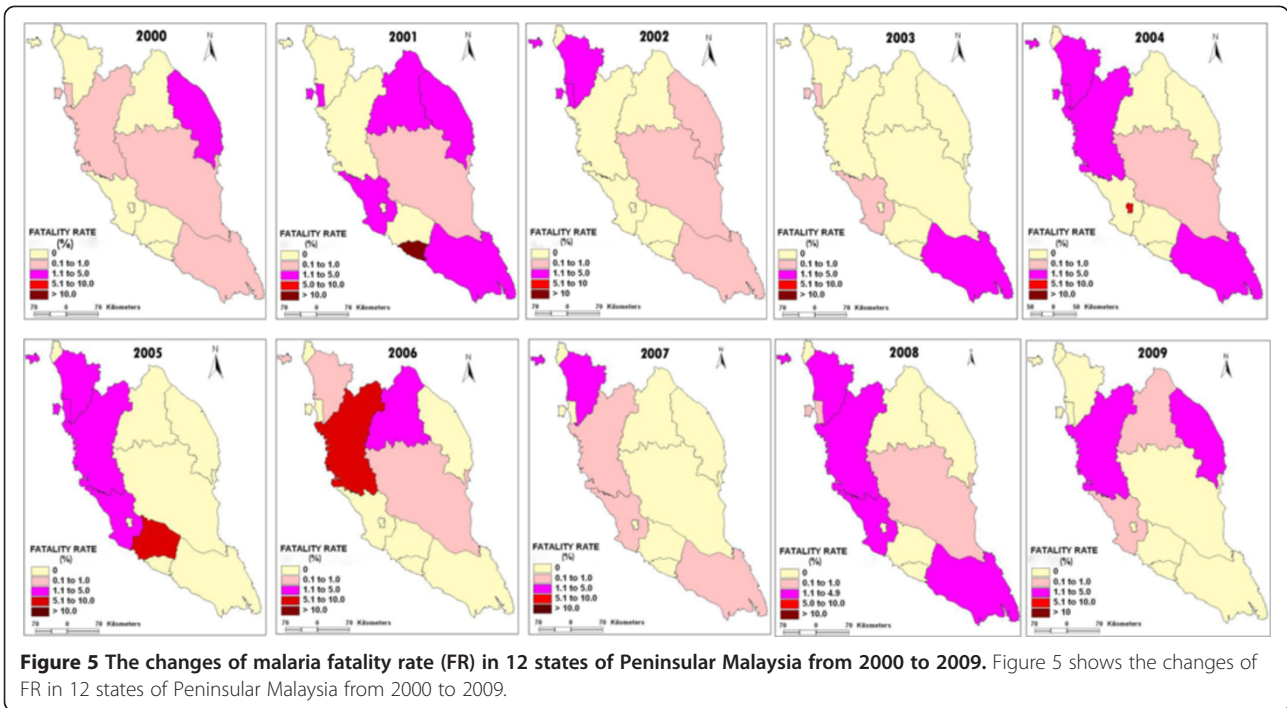 2000
N
FATALITY RATE
(%)
0
0.1 to 1.0
1.1 to 5.0
5.1 to 10.0
> 10.0
70 0 70 Kilometers
2001
N
FATALITY RATE
(%)
0
0.1 to 1.0
1.1 to 5.0
5.0 to 10.0
> 10.0
70 0 70 Kilometers
2002
N
FATALITY RATE
(%)
0
0.1 to 1.0
1.1 to 5.0
5.1 to 10
> 10
70 0 70 Kilometers
2003
N
FATALITY RATE
(%)
0
0.1 to 1.0
1.1 to 5.0
5.1 to 10.0
> 10.0
70 0 70 Kilometers
2004
N
FATALITY RATE
(%)
0
0.1 to 1.0
1.1 to 5.0
5.1 to 10.0
> 10.0
50 0 50 Kilometers
2005
N
FATALITY RATE
(%)
0
0.1 to 1.0
1.1 to 5.0
5.1 to 10.0
> 10.0
70 0 70 Kilometers
2006
N
FATALITY RATE
(%)
0
0.1 to 1.0
1.1 to 5.0
5.1 to 10.0
> 10.0
70 0 70 Kilometers
2007
N
FATALITY RATE
(%)
0
0.1 to 1.0
1.1 to 5.0
5.1 to 10.0
> 10.0
70 0 70 Kilometers
2008
FATALITY RATE
(%)
0
0.1 to 1.0
1.1 to 4.9
5.0 to 10.0
> 10.0
70 0 70 Kilometers
2009
N
FATALITY RATE
(%)
0
0.1 to 1.0
1.1 to 5.0
5.1 to 10.0
> 10
70 0 70 Kilometers
Figure 5 The changes of malaria fatality rate (FR) in 12 states of Peninsular Malaysia from 2000 to 2009. Figure 5 shows the changes of
FR in 12 states of Peninsular Malaysia from 2000 to 2009.